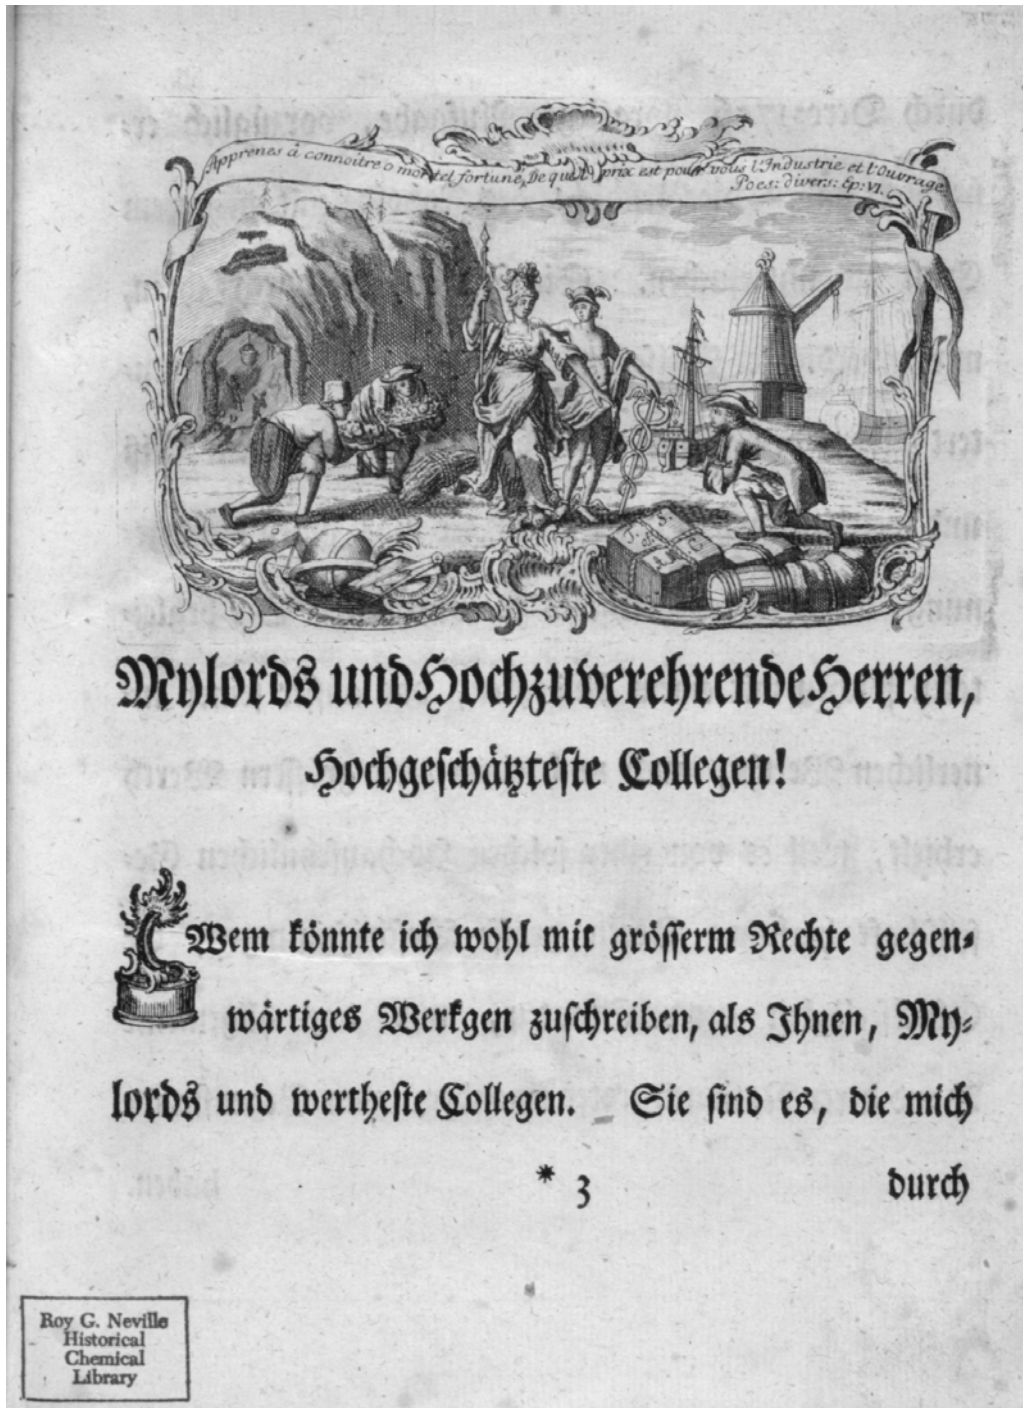 Apprenes â connoitre o mortel fortuné, De quel prix est pour vous l'Industrie et l'Ouvrage.
Poes: divers: Ep: VI.
Mylords und Hochzuverehrende Herren,
Hochgeschätzteste Collegen!
Wem könnte ich wohl mit grösserm Rechte gegen-
wärtiges Werkgen zuschreiben, als Ihnen, My-
lords und wertheste Collegen. Sie sind es, die mich
* 3 durch
Roy G. Neville
Historical
Chemical
Library